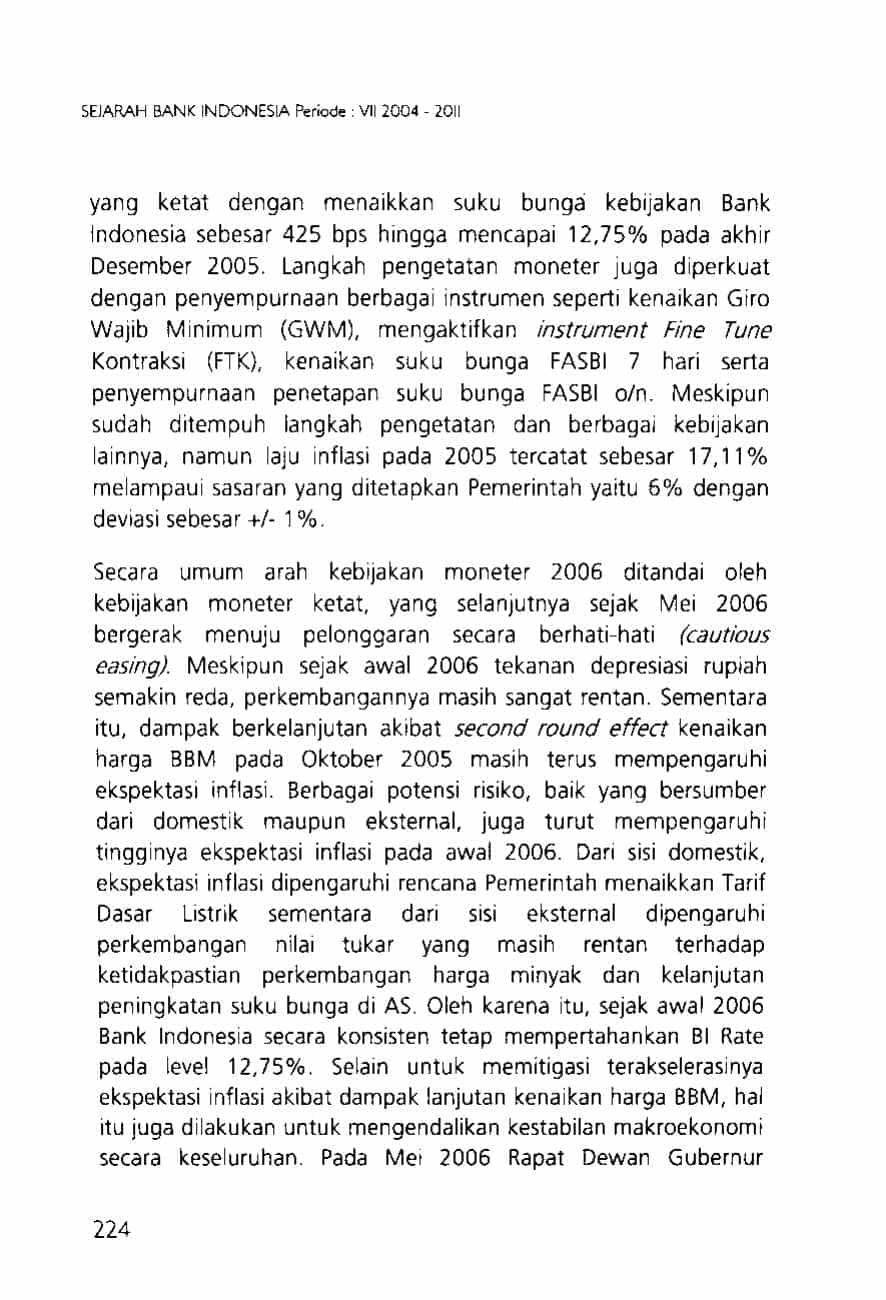 SEJARAH BANK INDONESIA Periode : VII 2004 - 2011
yang ketat dengan menaikkan suku bunga kebijakan Bank
Indonesia sebesar 425 bps hingga mencapai 12,75% pada akhir
Desember 2005. Langkah pengetatan moneter juga diperkuat
dengan penyempurnaan berbagai instrumen seperti kenaikan Giro
Wajib Minimum (GWM), mengaktifkan instrument Fine Tune
Kontraksi (FTK), kenaikan suku bunga FASBI 7 hari serta
penyempurnaan penetapan suku bunga FASBI o/n. Meskipun
sudah ditempuh langkah pengetatan dan berbagai kebijakan
lainnya, namun laju inflasi pada 2005 tercatat sebesar 17,11%
melampaui sasaran yang ditetapkan Pemerintah yaitu 6% dengan
deviasi sebesar +/- 1%.
Secara umum arah kebijakan moneter 2006 ditandai oleh
kebijakan moneter ketat, yang selanjutnya sejak Mei 2006
bergerak menuju pelonggaran secara berhati-hati (cautious
easing). Meskipun sejak awal 2006 tekanan depresiasi rupiah
semakin reda, perkembangannya masih sangat rentan. Sementara
itu, dampak berkelanjutan akibat second round effect kenaikan
harga BBM pada Oktober 2005 masih terus mempengaruhi
ekspektasi inflasi. Berbagai potensi risiko, baik yang bersumber
dari domestik maupun eksternal, juga turut mempengaruhi
tingginya ekspektasi inflasi pada awal 2006. Dari sisi domestik,
ekspektasi inflasi dipengaruhi rencana Pemerintah menaikkan Tarif
Dasar Listrik sementara dari sisi eksternal dipengaruhi
perkembangan nilai tukar yang masih rentan terhadap
ketidakpastian perkembangan harga minyak dan kelanjutan
peningkatan suku bunga di AS. Oleh karena itu, sejak awal 2006
Bank Indonesia secara konsisten tetap mempertahankan BI Rate
pada level 12,75%. Selain untuk memitigasi terakselerasinya
ekspektasi inflasi akibat dampak lanjutan kenaikan harga BBM, hal
itu juga dilakukan untuk mengendalikan kestabilan makroekonomi
secara keseluruhan. Pada Mei 2006 Rapat Dewan Gubernur
224